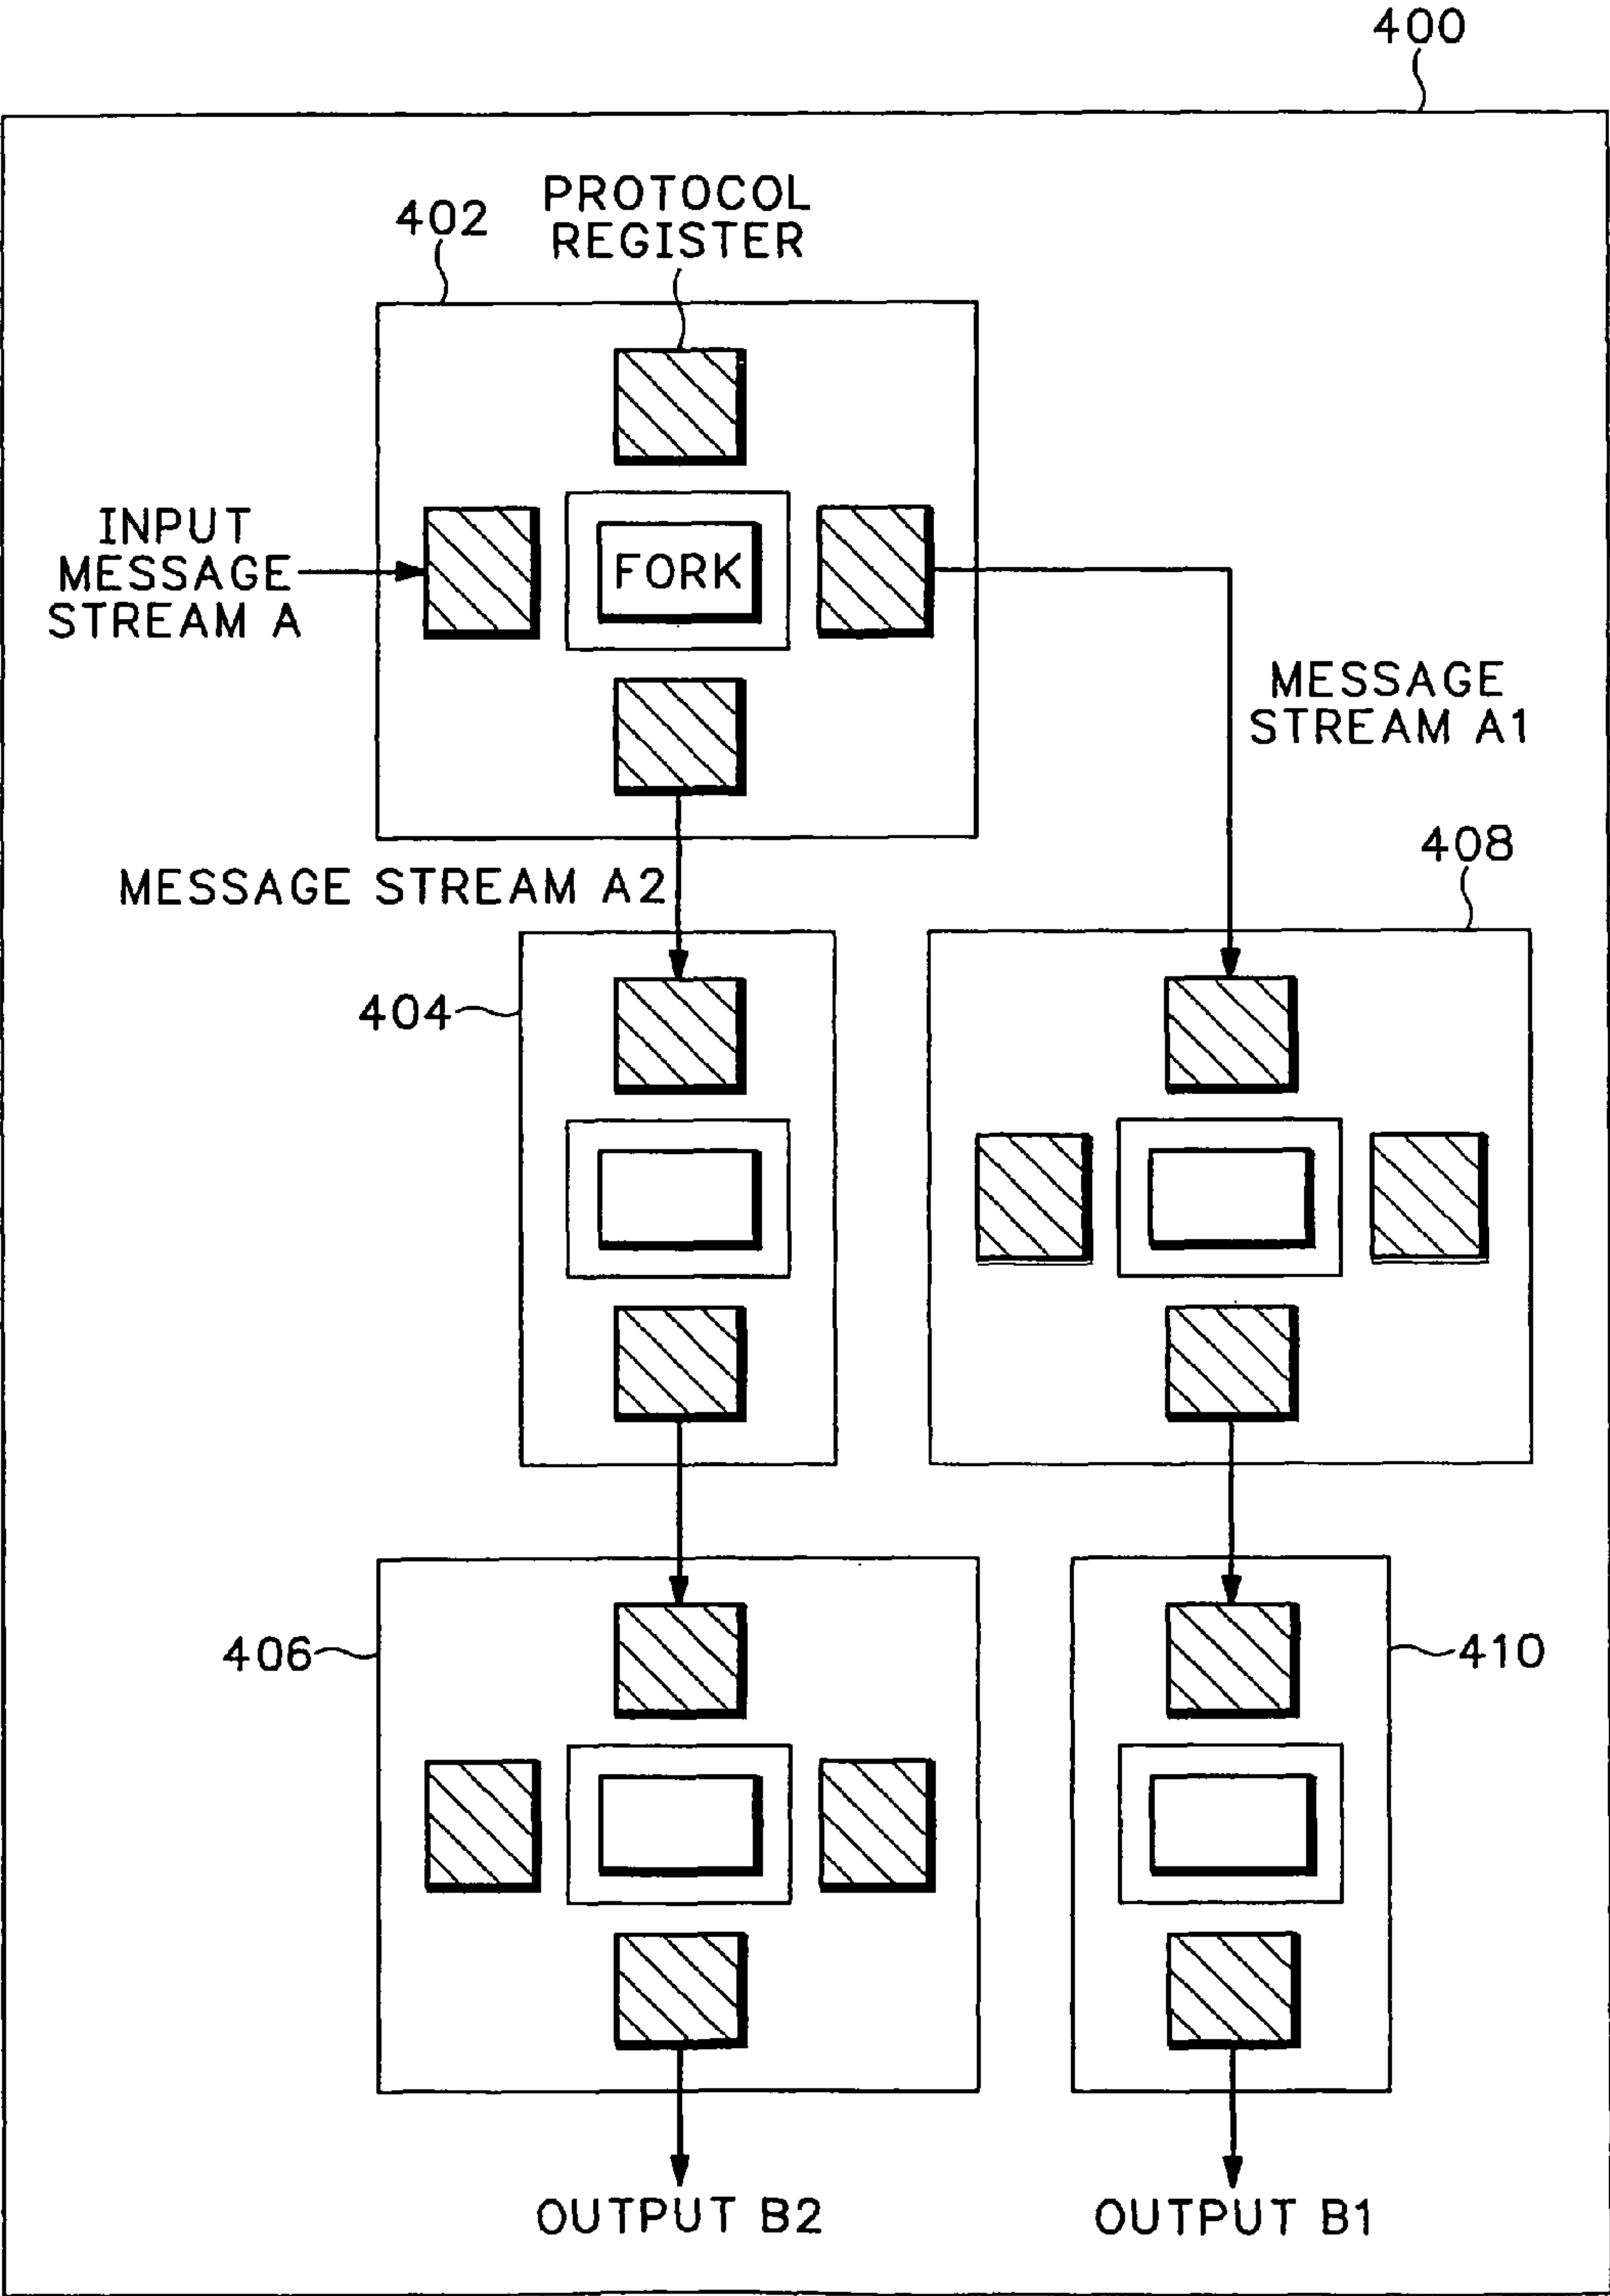 400
PROTOCOL
REGISTER
402
INPUT
MESSAGE
STREAM A
FORK
MESSAGE
STREAM A1
408
MESSAGE STREAM A2
404
406
410
OUTPUT B2
OUTPUT B1